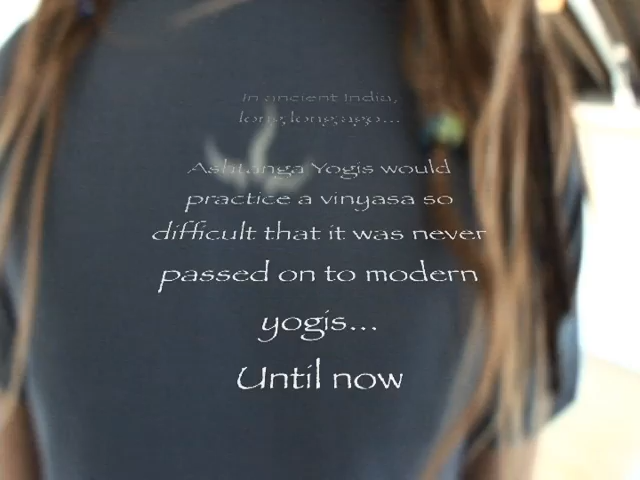 In ancient India,
long long ago...
Ashtanga Yogis would
practice a vinyasa so
difficult that it was never
passed on to modern
yogis...
Until now